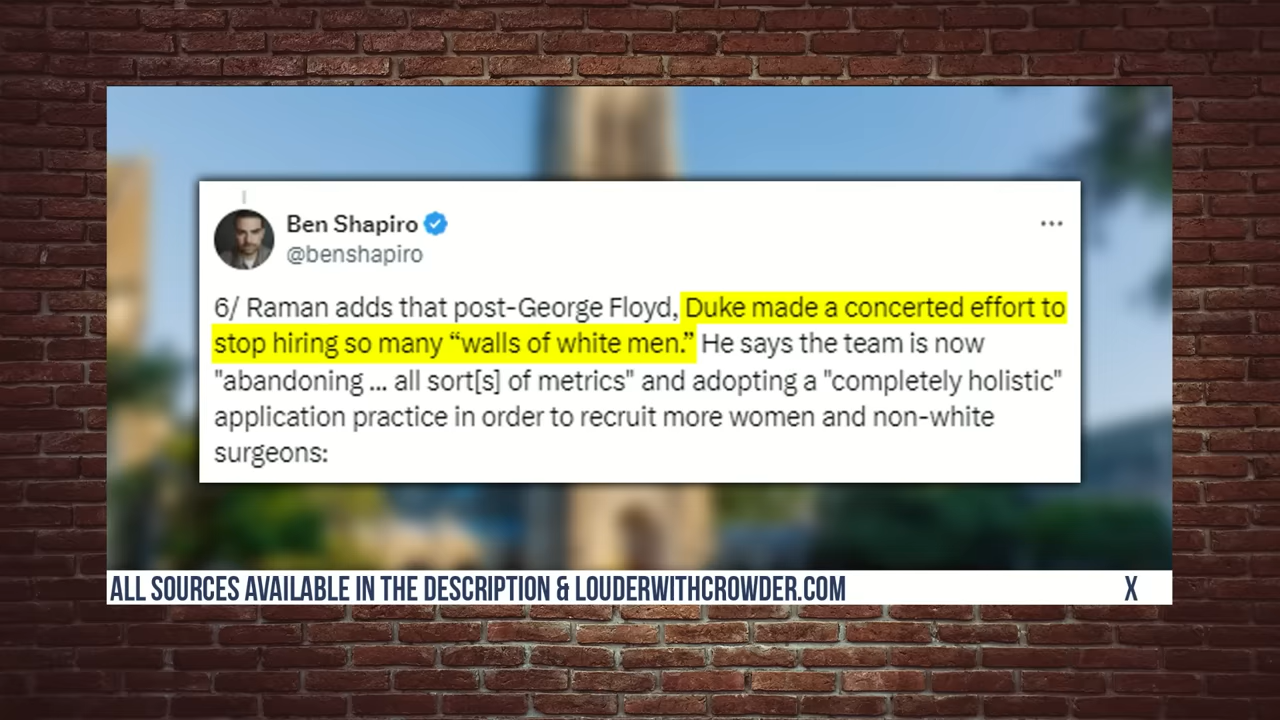 Ben Shapiro
@benshapiro
6/ Raman adds that post-George Floyd, Duke made a concerted effort to
stop hiring so many “walls of white men.” He says the team is now
"abandoning ... all sort[s] of metrics" and adopting a "completely holistic"
application practice in order to recruit more women and non-white
surgeons:
ALL SOURCES AVAILABLE IN THE DESCRIPTION & LOUDERWITHCROWDER.COM X